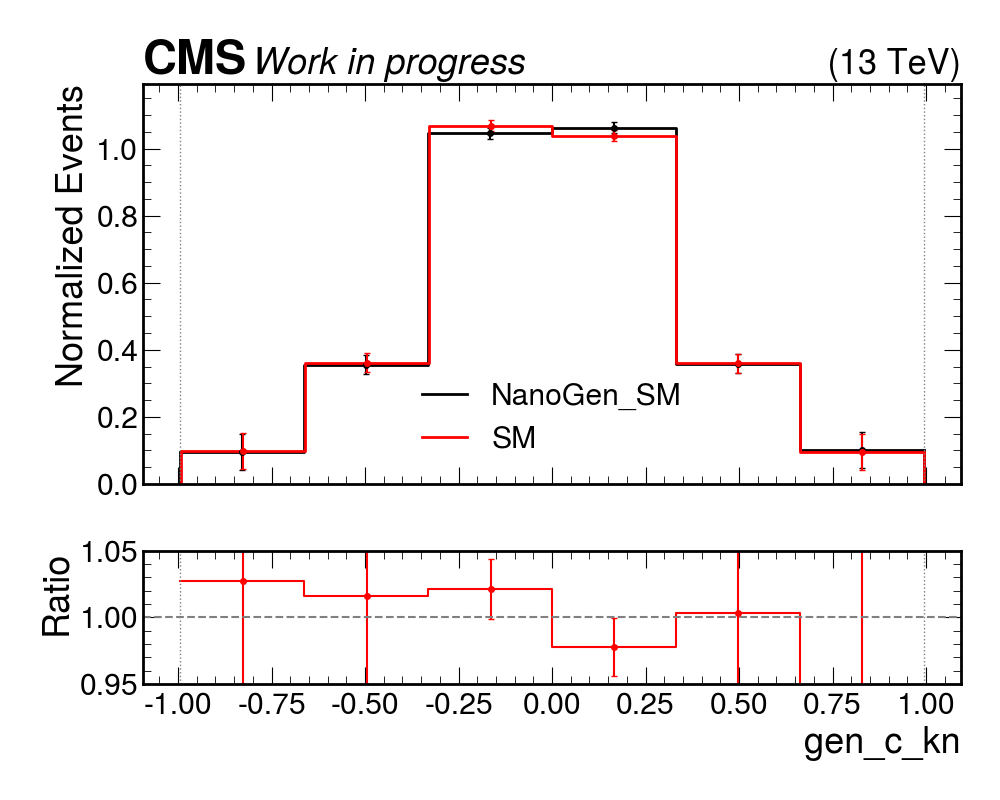 CMS Work in progress (13 TeV)
Normalized Events
1.0
0.8
0.6
0.4
0.2
0.0
NanoGen_SM
SM
Ratio
1.05
1.00
0.95
-1.00 -0.75 -0.50 -0.25 0.00 0.25 0.50 0.75 1.00
gen_c_kn